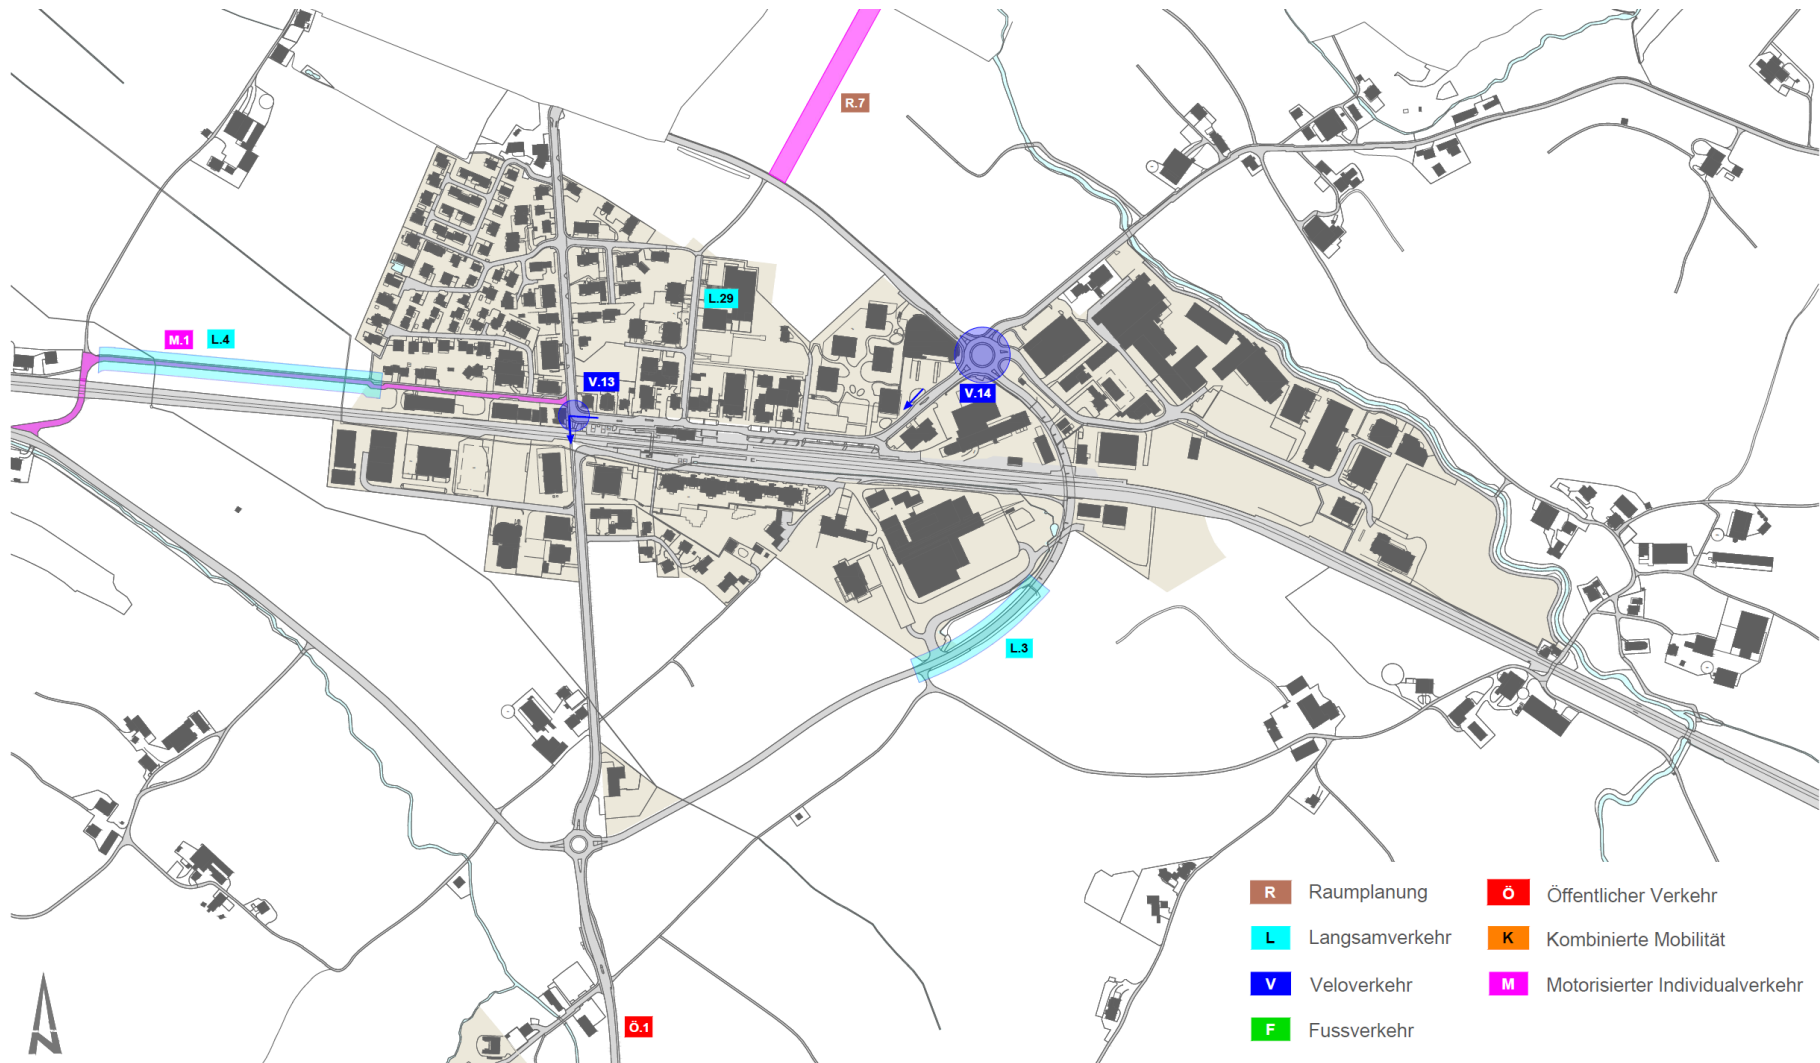 R.7
L.29
M.1 L.4
V.13
V.14
L.3
Ö.1
R Raumplanung
L Langsamverkehr
V Veloverkehr
F Fussverkehr
Ö Öffentlicher Verkehr
K Kombinierte Mobilität
M Motorisierter Individualverkehr
N